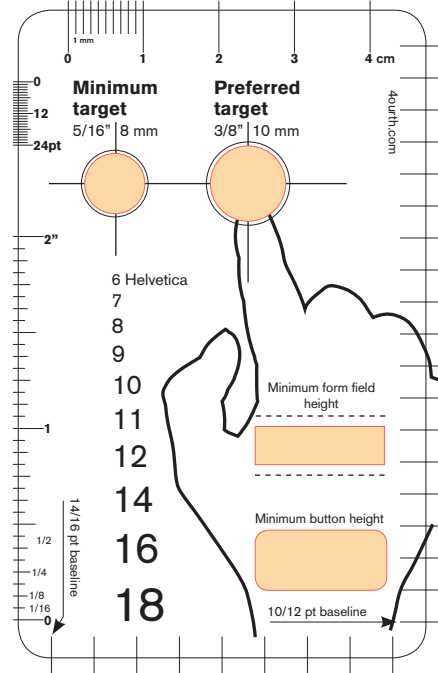 1 mm
0 1 2 3 4 cm
0
12
24pt
Minimum
target
5/16” 8 mm
Preferred
target
3/8” 10 mm
4ourth.com
2”
6 Helvetica
7
8
9
10
11
12
14
16
18
1
Minimum form field
height
Minimum button height
14/16 pt baseline
10/12 pt baseline
1/2
1/4
1/8
1/16
0